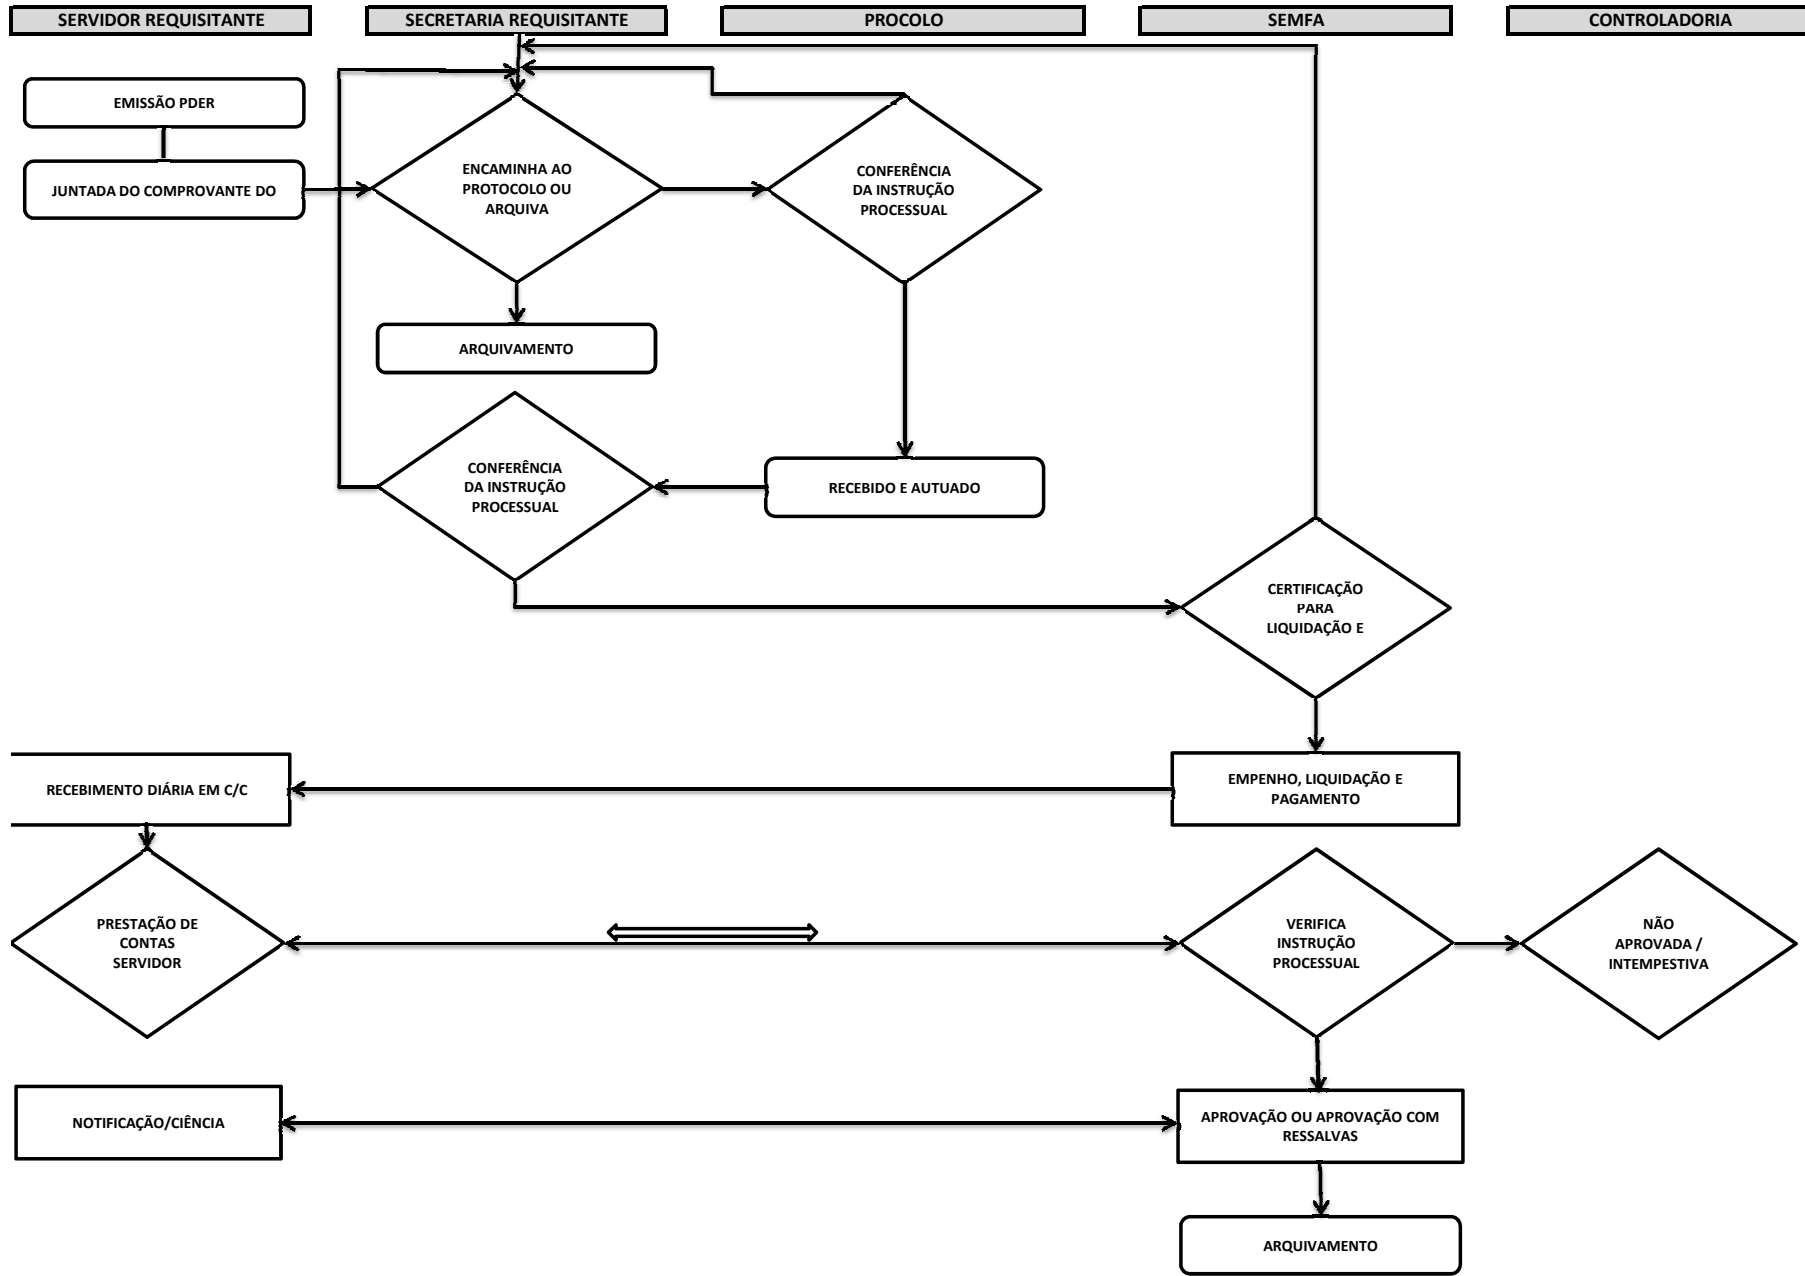 SERVIDOR REQUISITANTE
SECRETARIA REQUISITANTE
PROCOLO
SEMFA
CONTROLADORIA
EMISSÃO PDER
JUNTADA DO COMPROVANTE DO
ENCAMINHA AO
PROTOCOLO OU
ARQUIVA
CONFERÊNCIA
DA INSTRUÇÃO
PROCESSUAL
ARQUIVAMENTO
CONFERÊNCIA
DA INSTRUÇÃO
PROCESSUAL
RECEBIDO E AUTUADO
CERTIFICAÇÃO
PARA
LIQUIDAÇÃO E
RECEBIMENTO DIÁRIA EM C/C
EMPENHO, LIQUIDAÇÃO E
PAGAMENTO
PRESTAÇÃO DE
CONTAS
SERVIDOR
VERIFICA
INSTRUÇÃO
PROCESSUAL
NÃO
APROVADA /
INTEMPESTIVA
NOTIFICAÇÃO/CIÊNCIA
APROVAÇÃO OU APROVAÇÃO COM
RESSALVAS
ARQUIVAMENTO